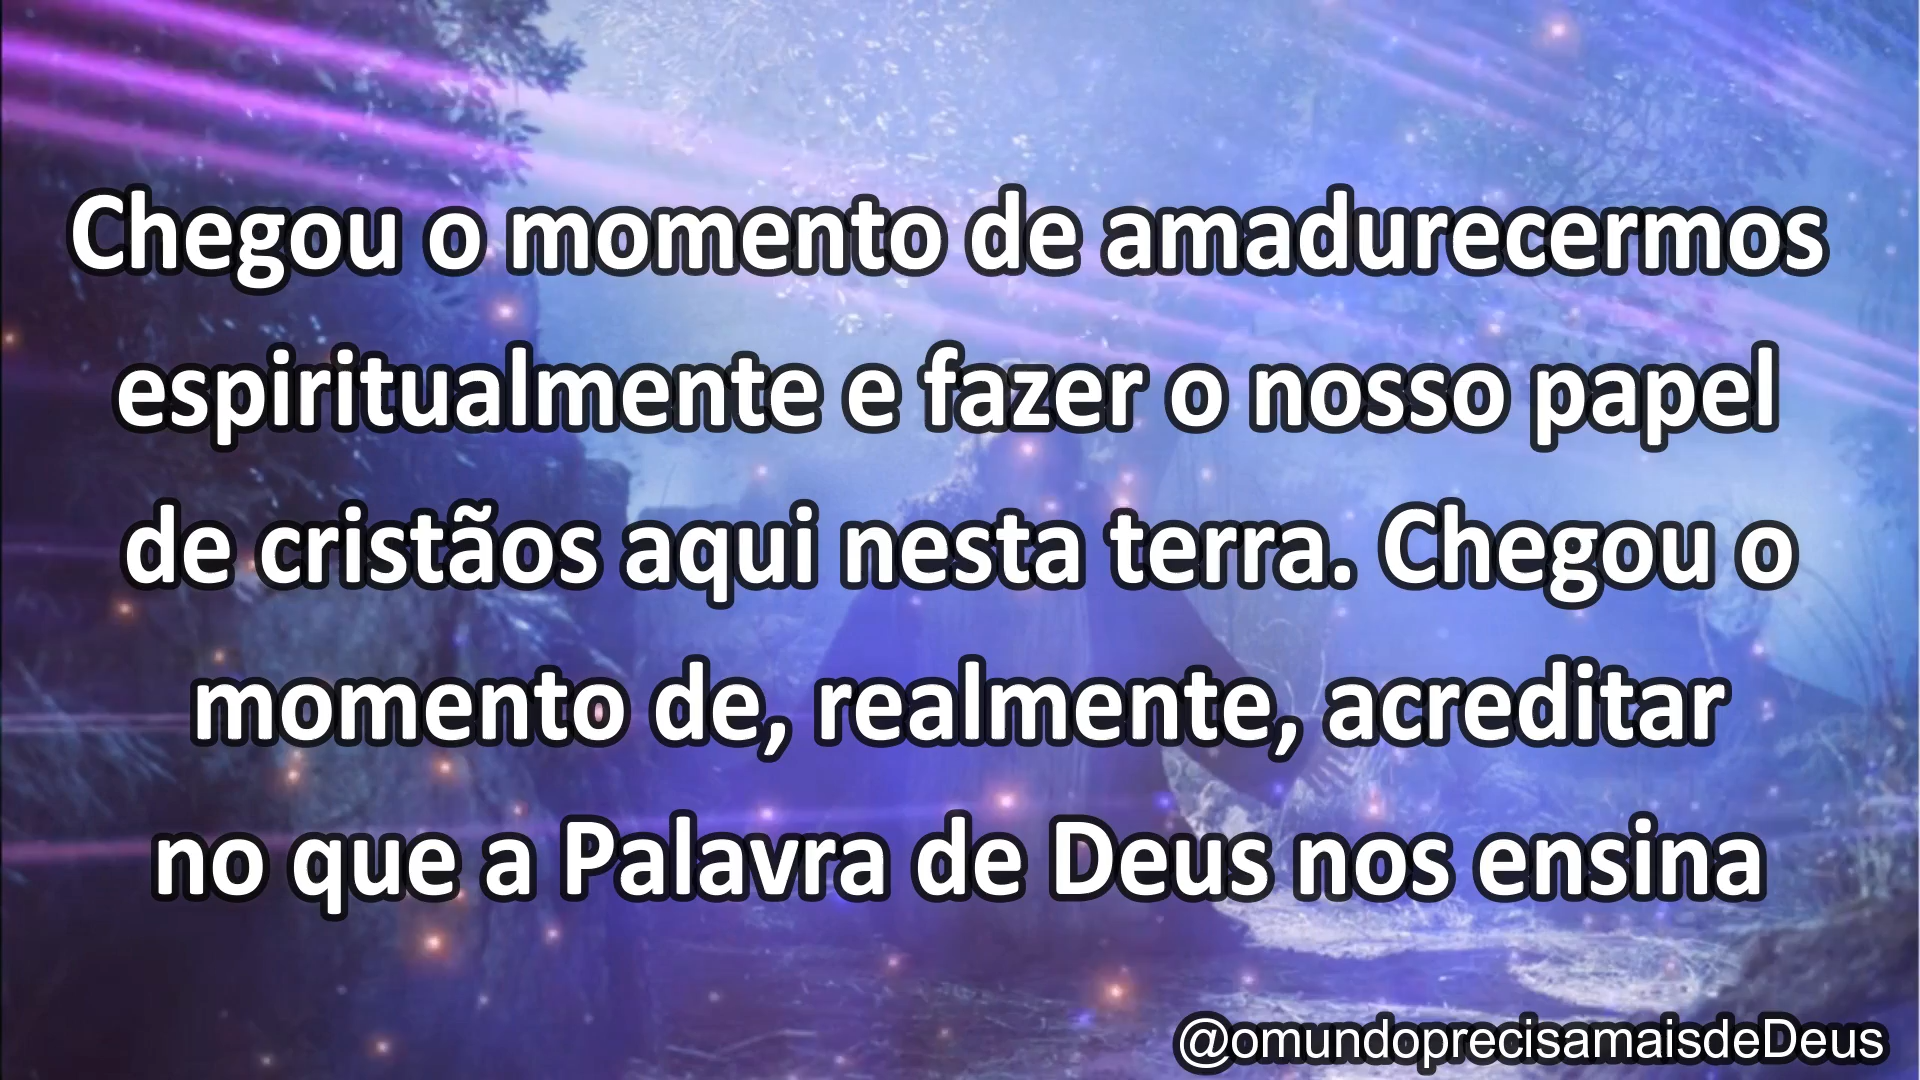 Chegou o momento de amadurecermos
espiritualmente e fazer o nosso papel
de cristãos aqui nesta terra. Chegou o
momento de, realmente, acreditar
no que a Palavra de Deus nos ensina
@omundoprecisamaisdeDeus